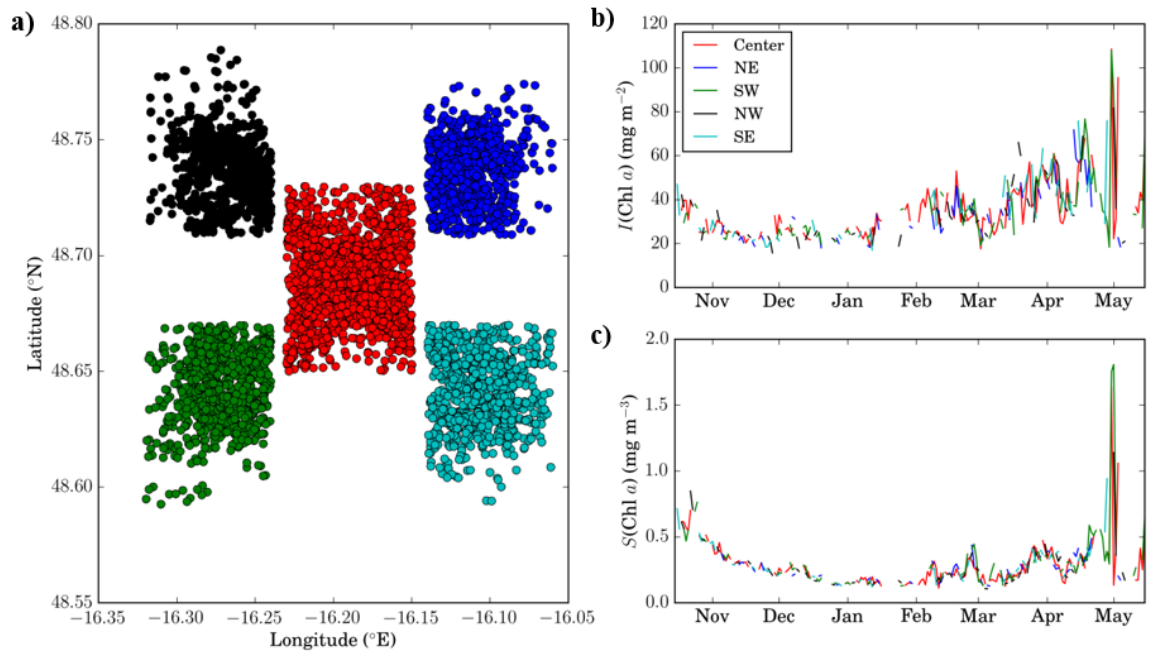 a)
48.80
48.75
48.70
48.65
48.60
48.55
Latitude (°N)
−16.35 −16.30 −16.25 −16.20 −16.15 −16.10 −16.05
Longitude (°E)
b)
120
100
80
60
40
20
0
I(Chl a) (mg m−2)
Center
NE
SW
NW
SE
Nov Dec Jan Feb Mar Apr May
c)
2.0
1.5
1.0
0.5
0.0
S(Chl a) (mg m−3)
Nov Dec Jan Feb Mar Apr May